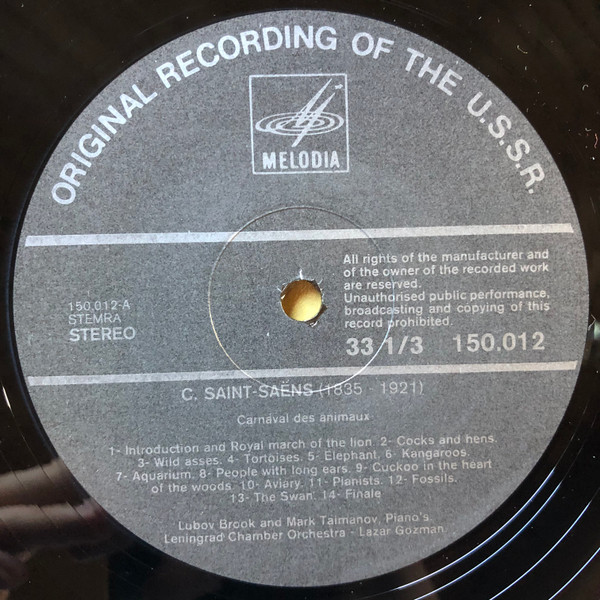 ORIGINAL RECORDING OF THE U.S.S.R.
MELODIA
All rights of the manufacturer and
of the owner of the recorded work
are reserved.
Unauthorised public performance,
broadcasting and copying of this
record prohibited.
150.012-A
STEMRA
STEREO
33 1/3 150.012
C. SAINT-SAËNS (1835 - 1921)
Carnaval des animaux
1- Introduction and Royal march of the lion. 2- Cocks and hens.
3- Wild asses. 4- Tortoises. 5- Elephant. 6- Kangaroos.
7- Aquarium. 8- People with long ears. 9- Cuckoo in the heart
of the woods. 10- Aviary. 11- Pianists. 12- Fossils.
13- The Swan. 14- Finale
Lubov Brook and Mark Taimanov, Piano's.
Leningrad Chamber Orchestra - Lazar Gozman